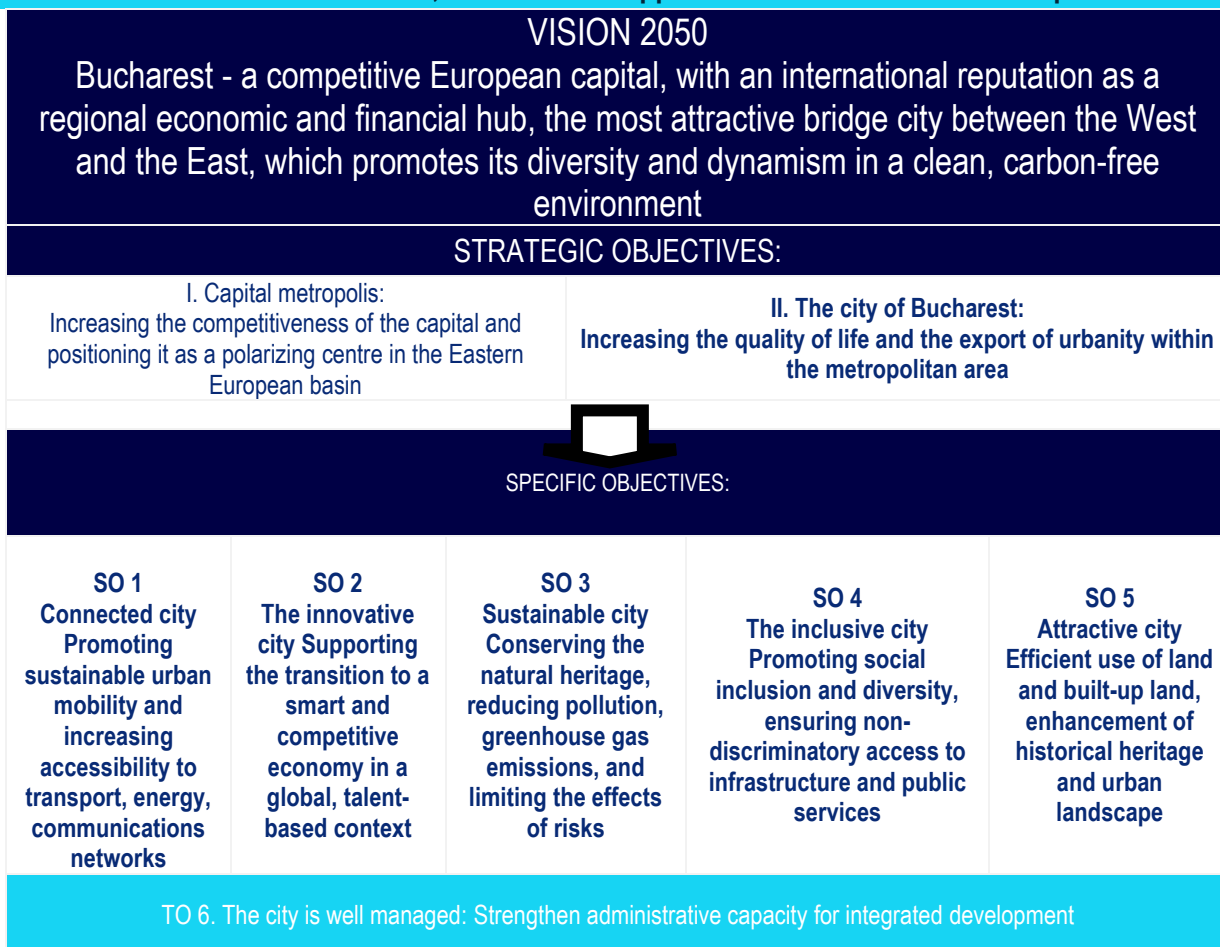 VISION 2050
Bucharest - a competitive European capital, with an international reputation as a
regional economic and financial hub, the most attractive bridge city between the West
and the East, which promotes its diversity and dynamism in a clean, carbon-free
environment
STRATEGIC OBJECTIVES:
I. Capital metropolis:
Increasing the competitiveness of the capital and
positioning it as a polarizing centre in the Eastern
European basin
II. The city of Bucharest:
Increasing the quality of life and the export of urbanity within
the metropolitan area
SPECIFIC OBJECTIVES:
SO 1
Connected city
Promoting
sustainable urban
mobility and
increasing
accessibility to
transport, energy,
communications
networks
SO 2
The innovative
city Supporting
the transition to a
smart and
competitive
economy in a
global, talent-
based context
SO 3
Sustainable city
Conserving the
natural heritage,
reducing pollution,
greenhouse gas
emissions, and
limiting the effects
of risks
SO 4
The inclusive city
Promoting social
inclusion and diversity,
ensuring non-
discriminatory access to
infrastructure and public
services
SO 5
Attractive city
Efficient use of land
and built-up land,
enhancement of
historical heritage
and urban
landscape
TO 6. The city is well managed: Strengthen administrative capacity for integrated development